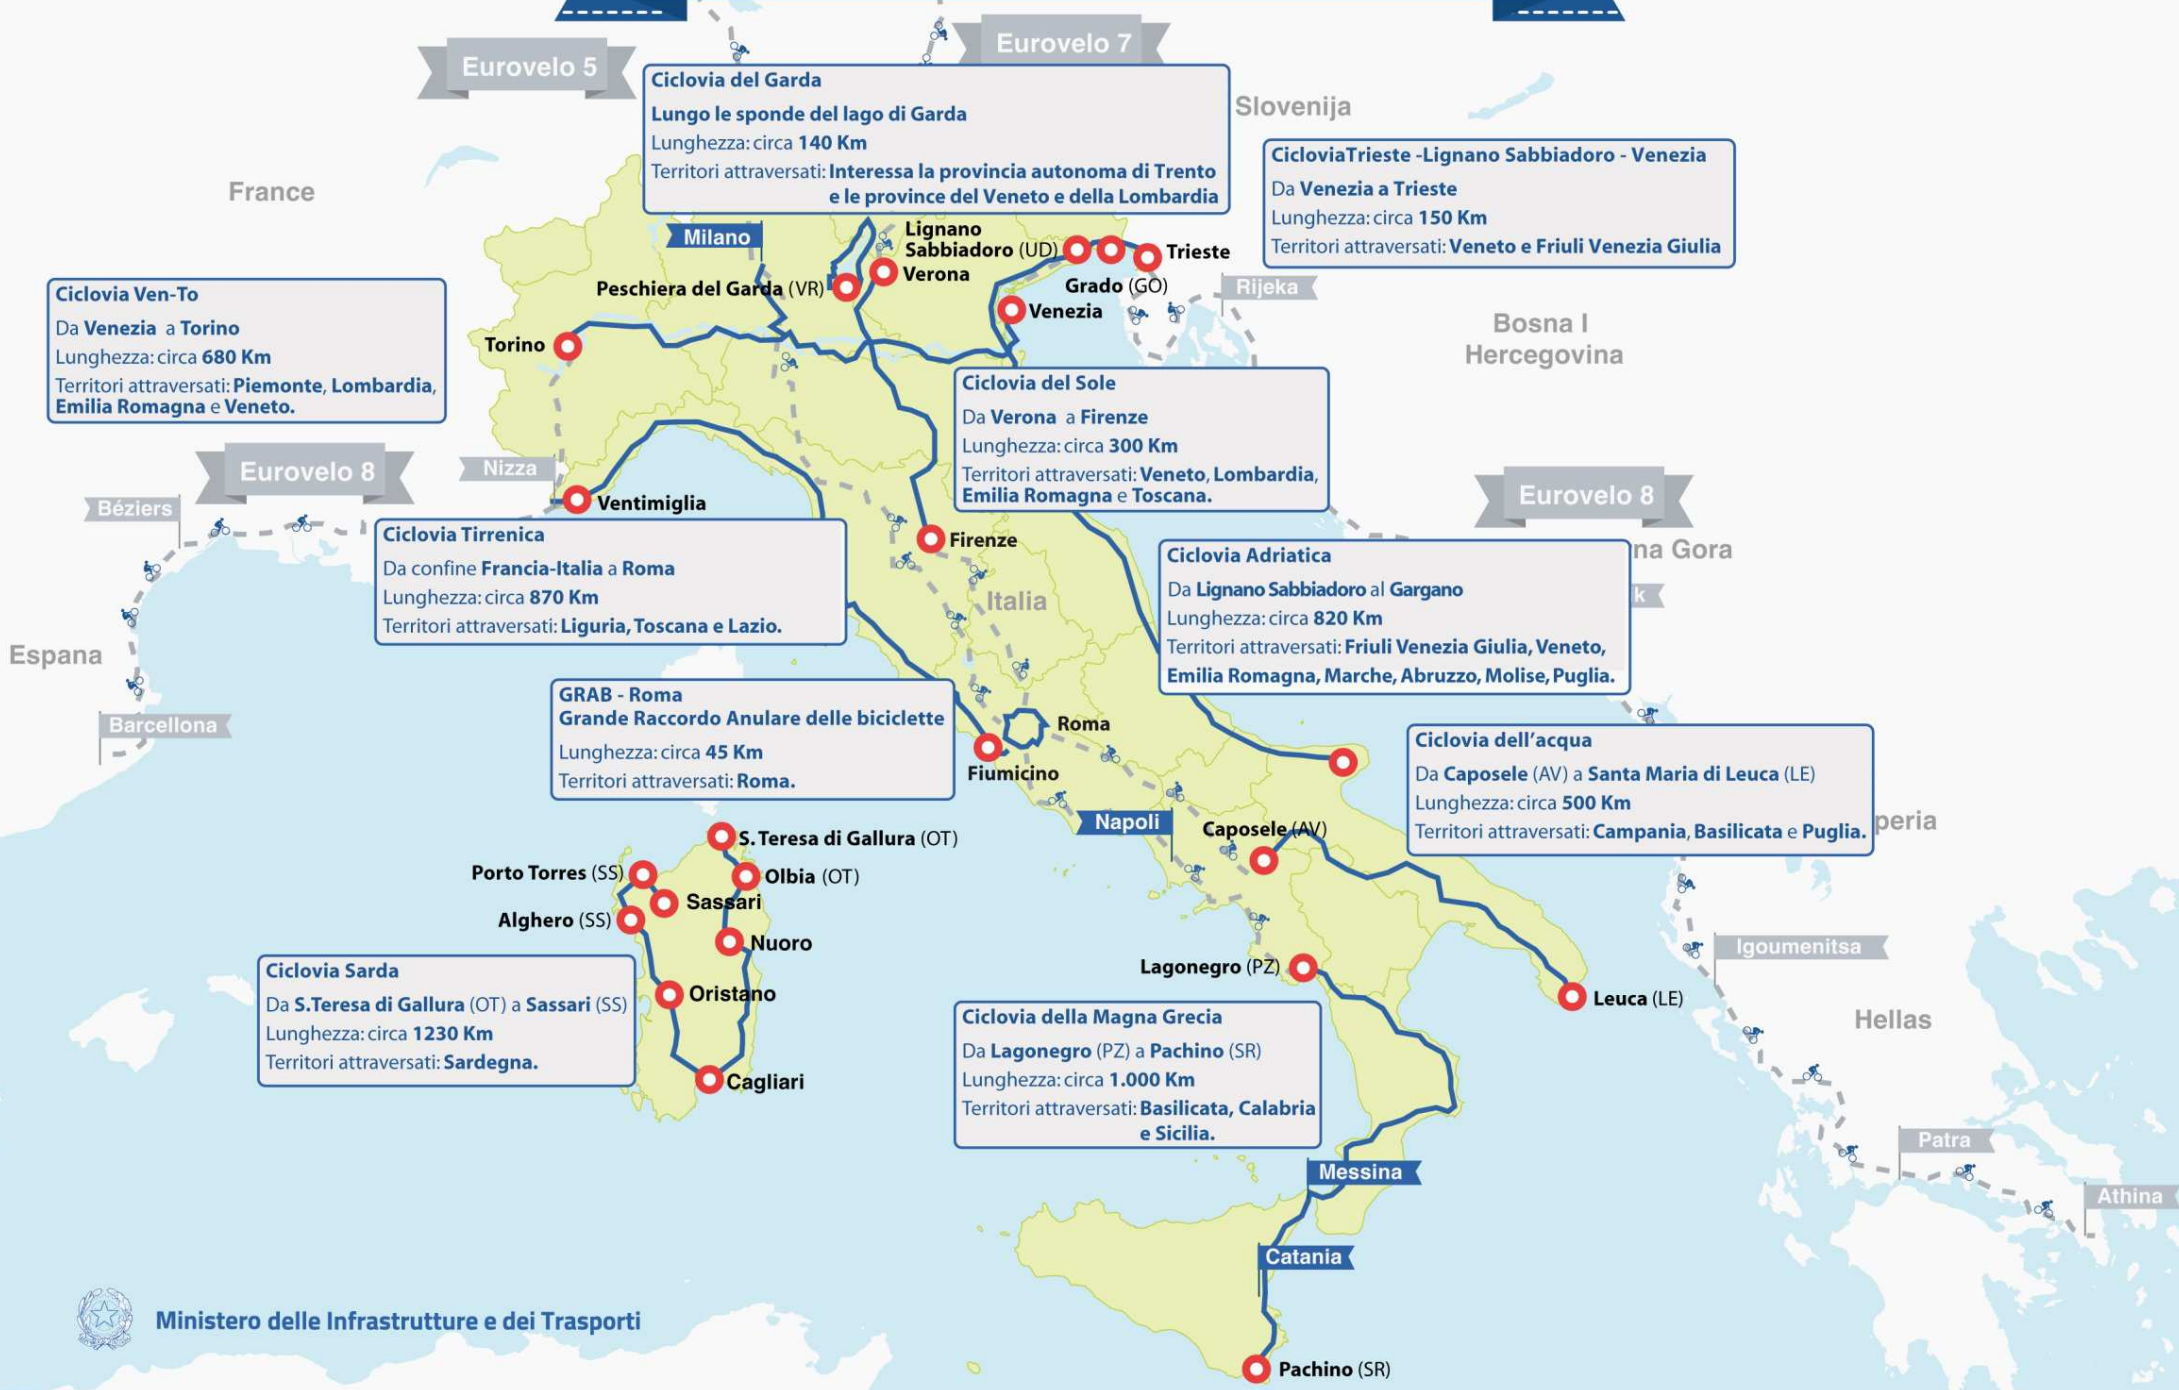 Eurovelo 7
Eurovelo 5
Ciclovia del Garda
Lungo le sponde del lago di Garda
Lunghezza: circa 140 Km
Territori attraversati: Interessa la provincia autonoma di Trento
e le province del Veneto e della Lombardia
Slovenija
CicloviaTrieste -Lignano Sabbiadoro - Venezia
Da Venezia a Trieste
Lunghezza: circa 150 Km
Territori attraversati: Veneto e Friuli Venezia Giulia
France
Milano
Lignano
Sabbiadoro (UD)
Trieste
Verona
Peschiera del Garda (VR)
Grado (GO)
Rijeka
Venezia
Ciclovia Ven-To
Da Venezia a Torino
Lunghezza: circa 680 Km
Territori attraversati: Piemonte, Lombardia,
Emilia Romagna e Veneto.
Torino
Bosna I
Hercegovina
Ciclovia del Sole
Da Verona a Firenze
Lunghezza: circa 300 Km
Territori attraversati: Veneto, Lombardia,
Emilia Romagna e Toscana.
Eurovelo 8
Nizza
Béziers
Ventimiglia
Eurovelo 8
Ciclovia Tirrenica
Da confine Francia-Italia a Roma
Lunghezza: circa 870 Km
Territori attraversati: Liguria, Toscana e Lazio.
Firenze
Italia
Ciclovia Adriatica
Da Lignano Sabbiadoro al Gargano
Lunghezza: circa 820 Km
Territori attraversati: Friuli Venezia Giulia, Veneto,
Emilia Romagna, Marche, Abruzzo, Molise, Puglia.
na Gora
k
Espana
Barcellona
GRAB - Roma
Grande Raccordo Anulare delle biciclette
Lunghezza: circa 45 Km
Territori attraversati: Roma.
Roma
Fiumicino
Ciclovia dell'acqua
Da Caposele (AV) a Santa Maria di Leuca (LE)
Lunghezza: circa 500 Km
Territori attraversati: Campania, Basilicata e Puglia.
peria
Napoli
Caposele (AV)
S.Teresa di Gallura (OT)
Porto Torres (SS)
Olbia (OT)
Sassari
Alghero (SS)
Nuoro
Oristano
Cagliari
Ciclovia Sarda
Da S.Teresa di Gallura (OT) a Sassari (SS)
Lunghezza: circa 1230 Km
Territori attraversati: Sardegna.
Lagonegro (PZ)
Leuca (LE)
Igoumenitsa
Hellas
Ciclovia della Magna Grecia
Da Lagonegro (PZ) a Pachino (SR)
Lunghezza: circa 1.000 Km
Territori attraversati: Basilicata, Calabria
e Sicilia.
Patra
Messina
Athina
Catania
Ministero delle Infrastrutture e dei Trasporti
Pachino (SR)